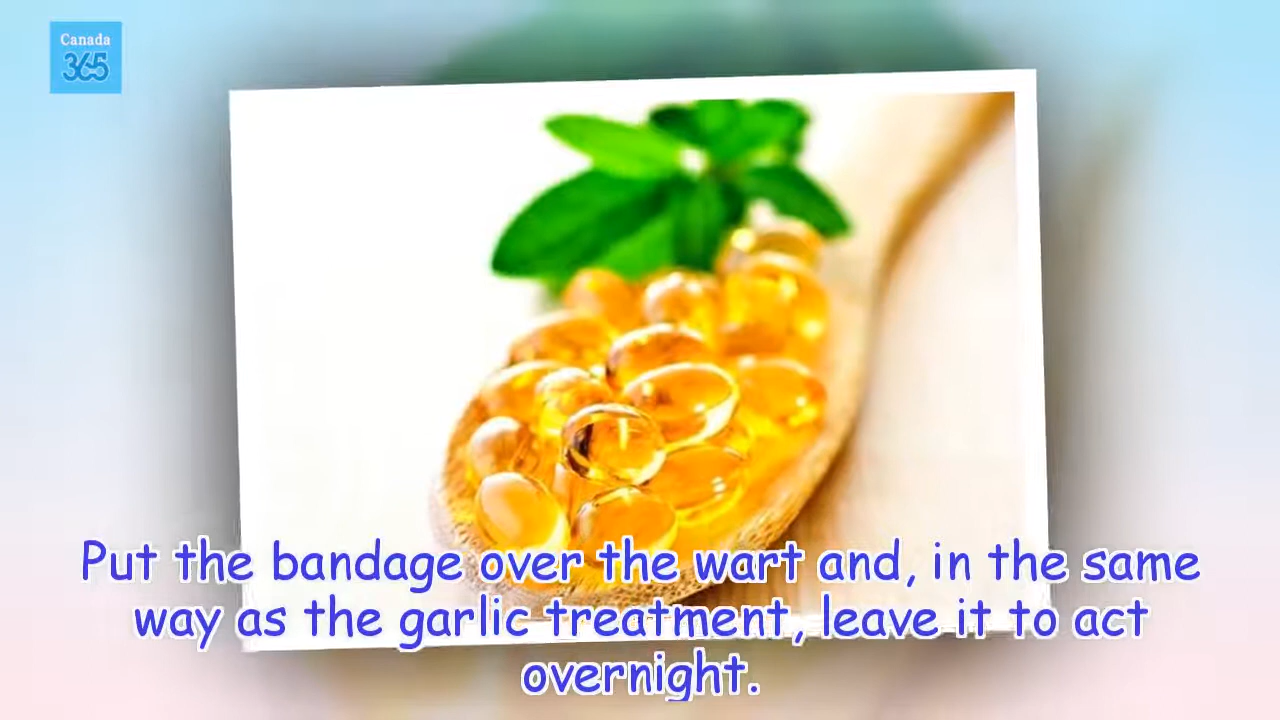 Canada
365
Put the bandage over the wart and, in the same
way as the garlic treatment, leave it to act
overnight.